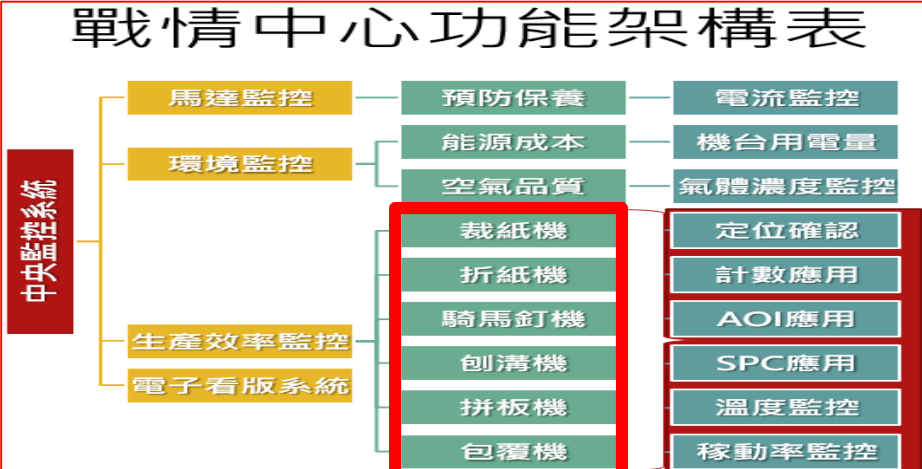 戰情中心功能架構表
中央監控系統
馬達監控 預防保養 電流監控
環境監控 能源成本 機台用電量
空氣品質 氣體濃度監控
裁紙機 定位確認
折紙機 計數應用
生產效率監控 騎馬釘機 AOI應用
刨溝機 SPC應用
電子看版系統 拼板機 溫度監控
包覆機 稼動率監控